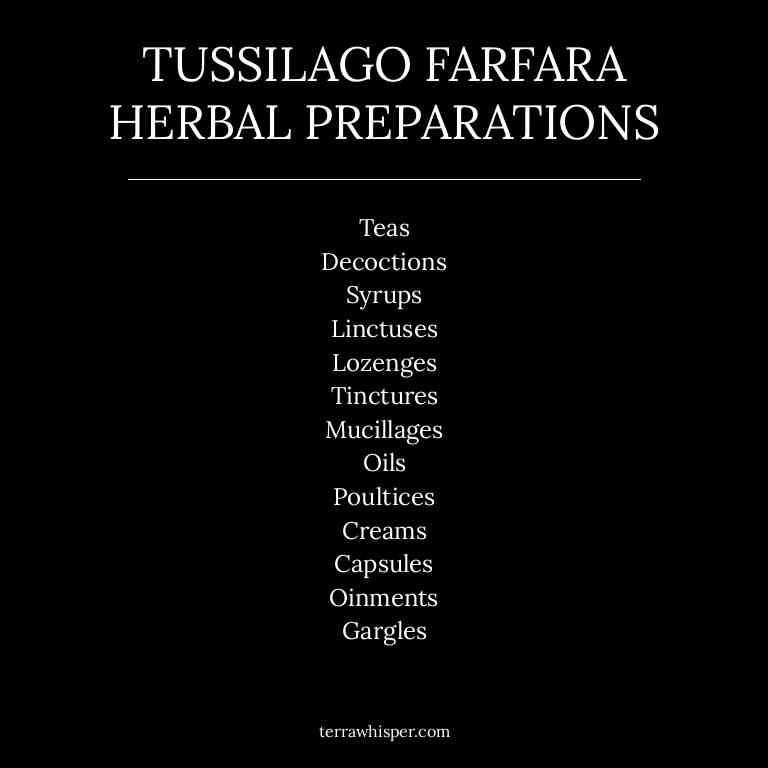 TUSSILAGO FARFARA
HERBAL PREPARATIONS
Teas
Decoctions
Syrups
Linctuses
Lozenges
Tinctures
Mucillages
Oils
Poultices
Creams
Capsules
Oinments
Gargles
terrawhisper.com